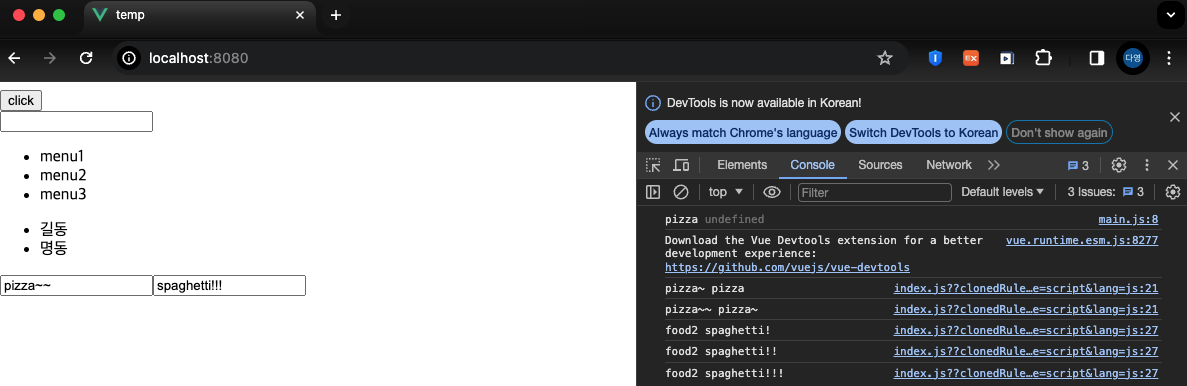 temp
localhost:8080
다영
click
menu1
menu2
menu3
길동
명동
pizza~~ spaghetti!!!
DevTools is now available in Korean!
Always match Chrome's language Switch DevTools to Korean Don't show again
Elements Console Sources Network 3
top Filter Default levels 3 Issues: 3
pizza undefined main.js:8
Download the Vue Devtools extension for a better vue.runtime.esm.js:8277
development experience:
https://github.com/vuejs/vue-devtools
pizza~ pizza index.js??clonedRule…e=script&lang=js:21
pizza~~ pizza~ index.js??clonedRule…e=script&lang=js:21
food2 spaghetti! index.js??clonedRule…e=script&lang=js:27
food2 spaghetti!! index.js??clonedRule…e=script&lang=js:27
food2 spaghetti!!! index.js??clonedRule…e=script&lang=js:27